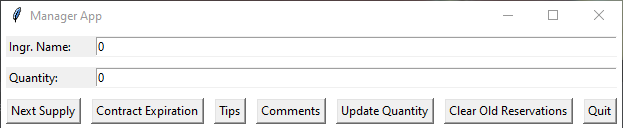 Manager App
Ingr. Name: 0
Quantity: 0
Next Supply Contract Expiration Tips Comments Update Quantity Clear Old Reservations Quit